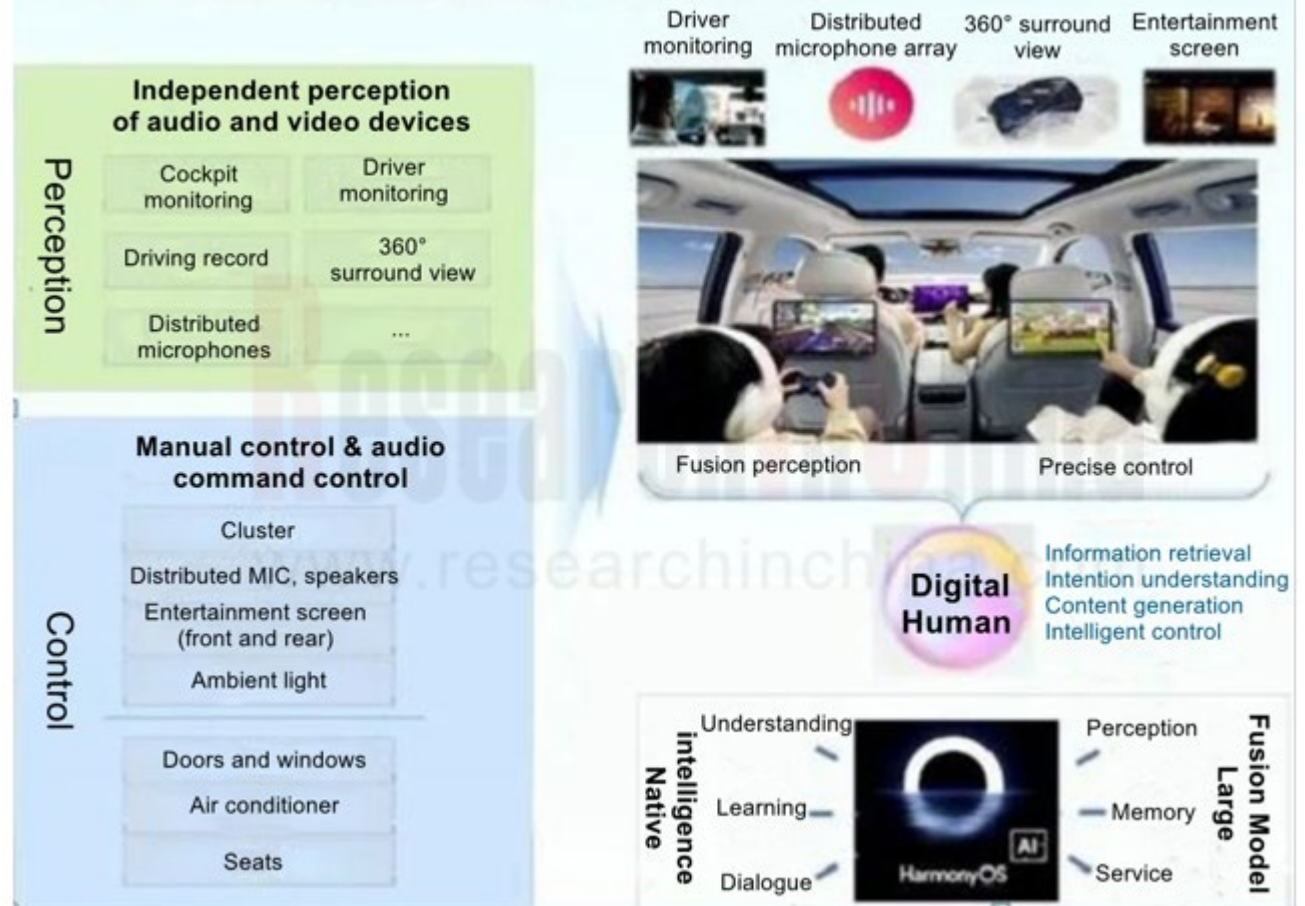 Perception
Independent perception
of audio and video devices
Cockpit
monitoring
Driver
monitoring
Driving record
360°
surround view
Distributed
microphones
...
Control
Manual control & audio
command control
Cluster
Distributed MIC, speakers
Entertainment screen
(front and rear)
Ambient light
Doors and windows
Air conditioner
Seats
Driver
monitoring
Distributed
microphone array
360° surround
view
Entertainment
screen
Fusion perception
Precise control
Digital
Human
Information retrieval
Intention understanding
Content generation
Intelligent control
intelligence
Native
Understanding
Learning
Dialogue
AI
HarmonyOS
Perception
Memory
Service
Fusion Model
Large
ResearchInChina
www.researchinchina.com